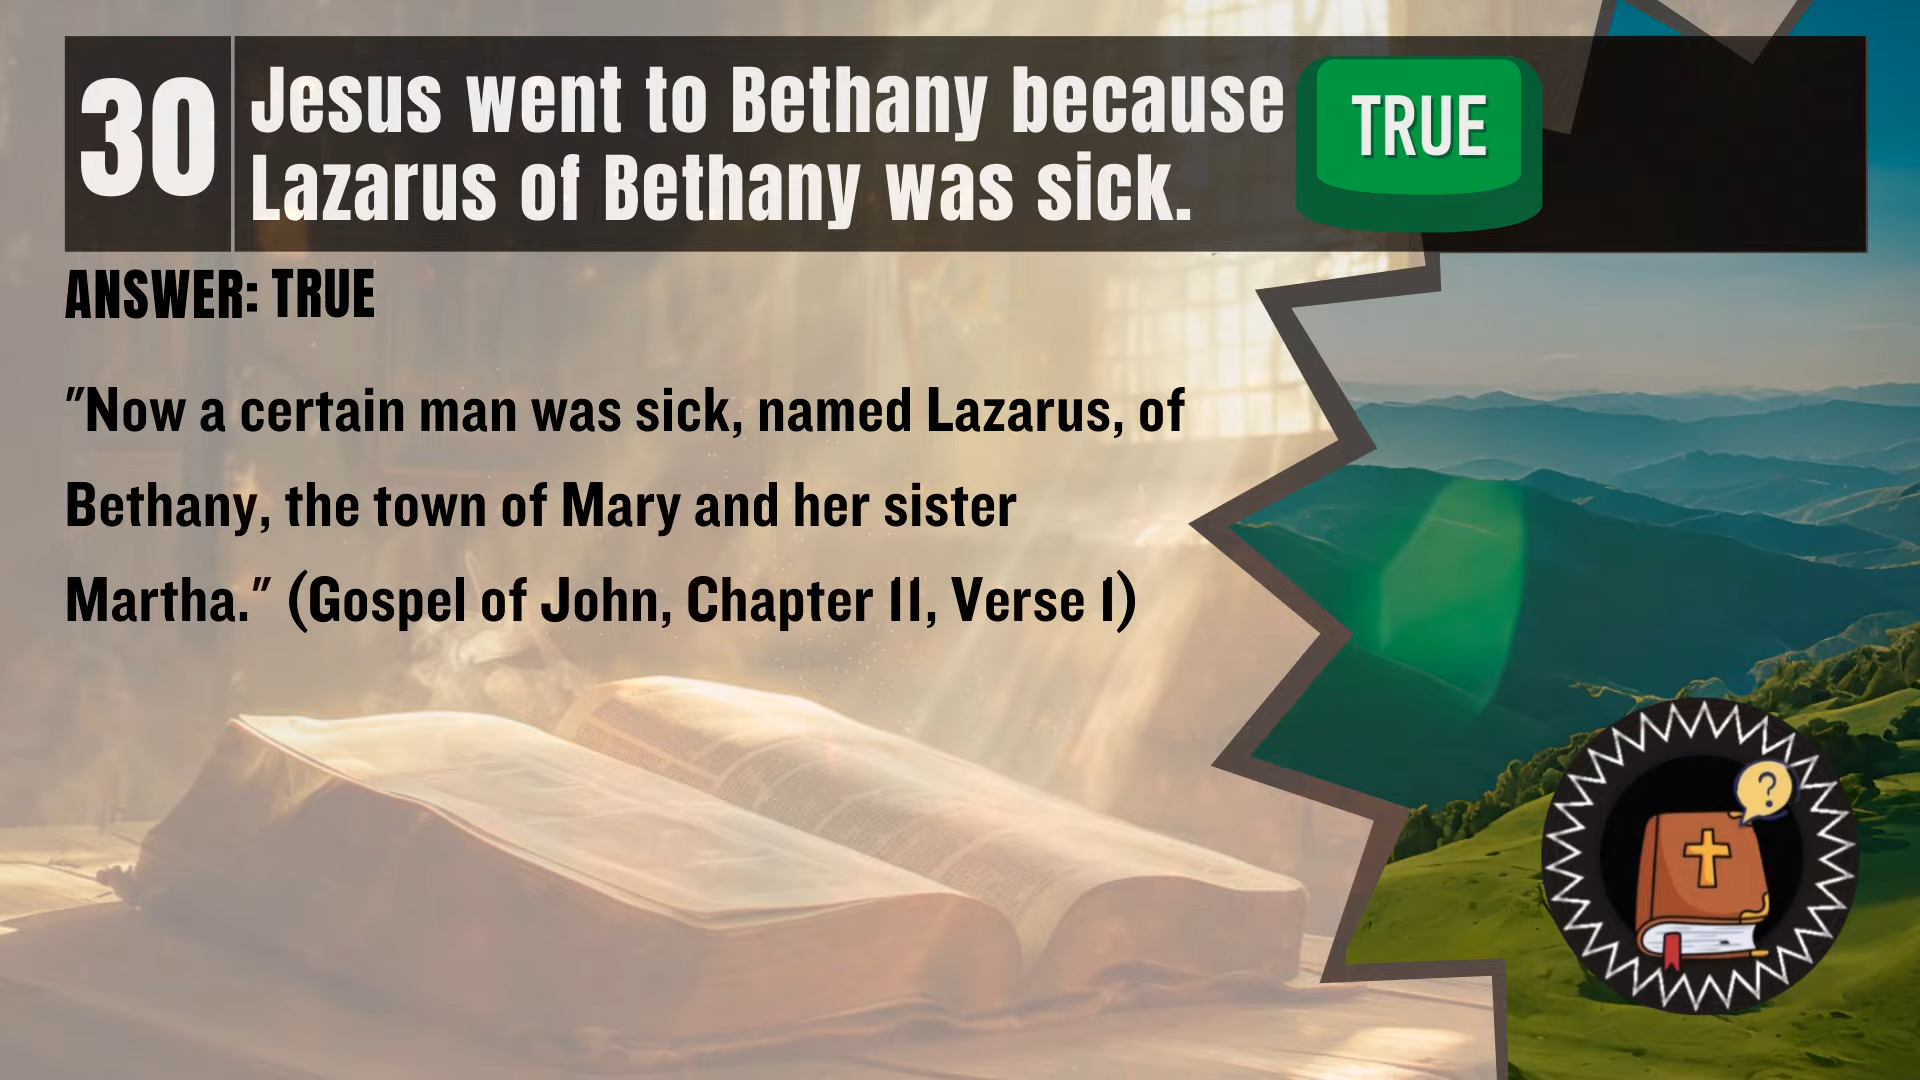 30
Jesus went to Bethany because
Lazarus of Bethany was sick.
TRUE
ANSWER: TRUE
"Now a certain man was sick, named Lazarus, of
Bethany, the town of Mary and her sister
Martha." (Gospel of John, Chapter 11, Verse 1)
?